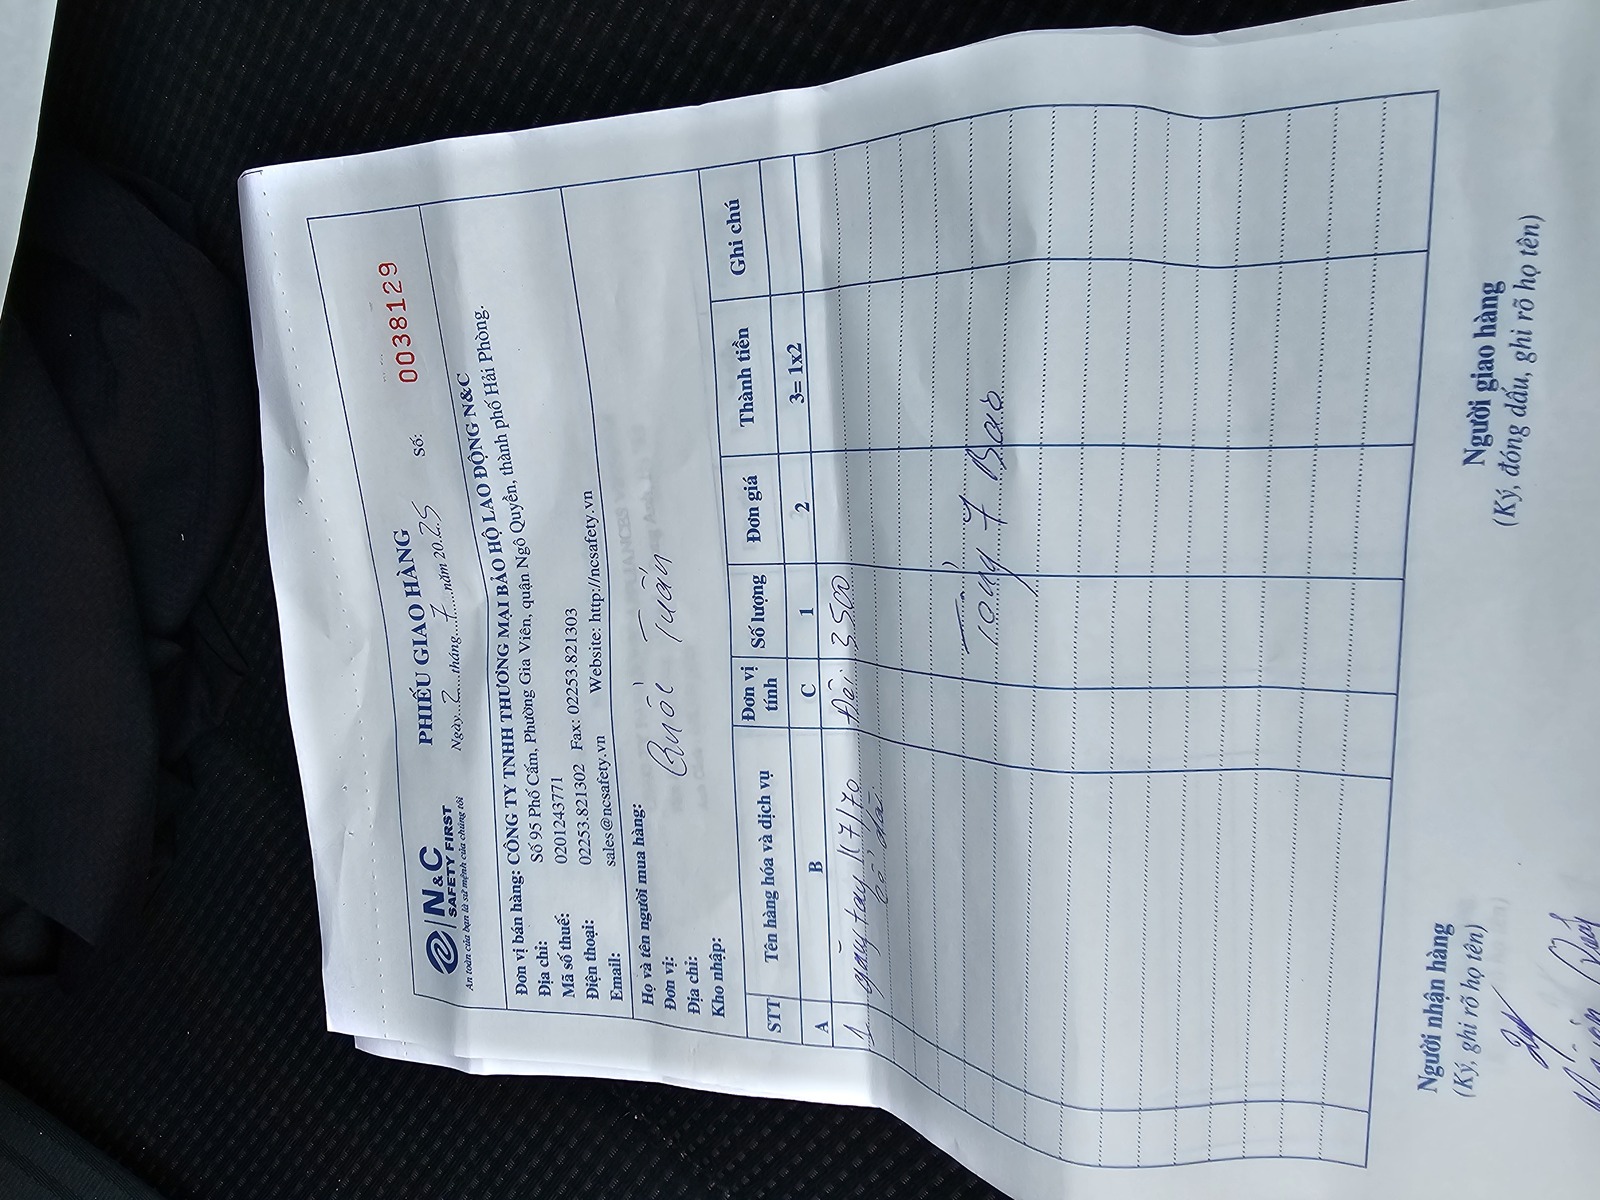 N&C
SAFETY FIRST
An toàn của bạn là sứ mệnh của chúng tôi
PHIẾU GIAO HÀNG
Ngày 2 tháng 7 năm 2025
Số: 0038129
Đơn vị bán hàng: CÔNG TY TNHH THƯƠNG MẠI BẢO HỘ LAO ĐỘNG N&C
Địa chỉ: Số 95 Phố Cấm, Phường Gia Viên, quận Ngô Quyền, thành phố Hải Phòng.
Mã số thuế: 0201243771
Điện thoại: 02253.821302 Fax: 02253.821303
Email: sales@ncsafety.vn Website: http://ncsafety.vn
Họ và tên người mua hàng:
Đơn vị: Quốc Tuấn
Địa chỉ:
Kho nhập:
STT Tên hàng hóa và dịch vụ Đơn vị tính Số lượng Đơn giá Thành tiền Ghi chú
A B C 1 2 3= 1x2
1 găng tay K7/70 Đôi 3500
Tổng 7 Bao
Người nhận hàng Người giao hàng
(Ký, ghi rõ họ tên) (Ký, đóng dấu, ghi rõ họ tên)